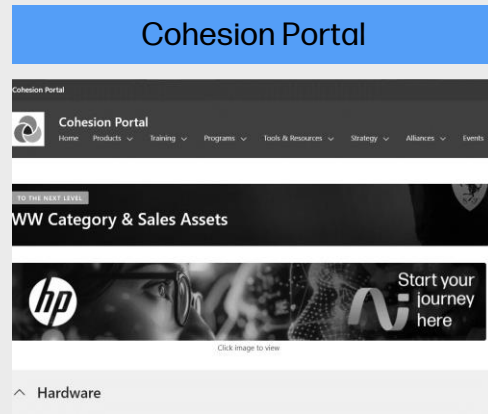 Cohesion Portal
Cohesion Portal
Cohesion Portal
Home Products Training Programs Tools & Resources Strategy Alliances Events
TO THE NEXT LEVEL
WW Category & Sales Assets
hp
Start your
AI journey
here
Click image to view
Hardware